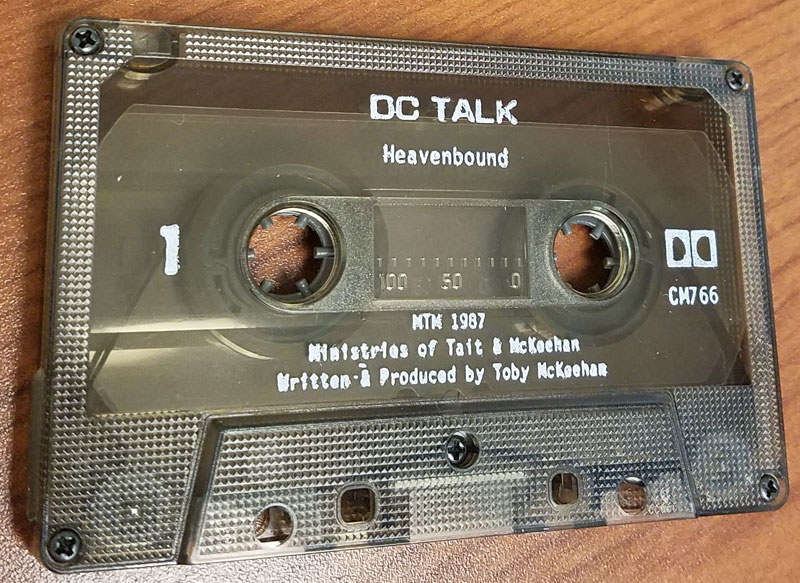 DC TALK
Heavenbound
1
CM766
100 50 0
MTM 1987
Ministries of Tait & McKeehan
Written & Produced by Toby McKeehan